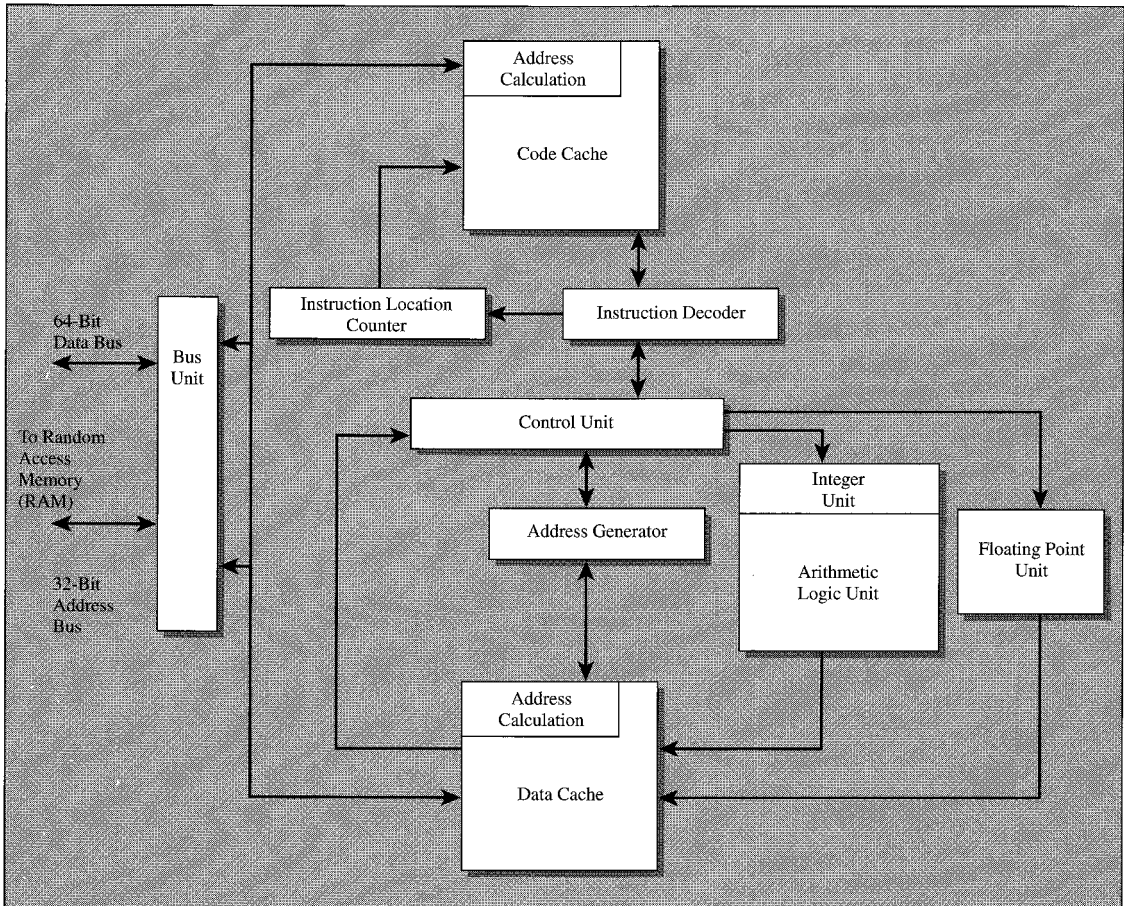 Address
Calculation
Code Cache
Instruction Location
Counter
Instruction Decoder
64-Bit
Data Bus
Bus
Unit
Control Unit
To Random
Access
Memory
(RAM)
Integer
Unit
Address Generator
Floating Point
Unit
Arithmetic
Logic Unit
32-Bit
Address
Bus
Address
Calculation
Data Cache